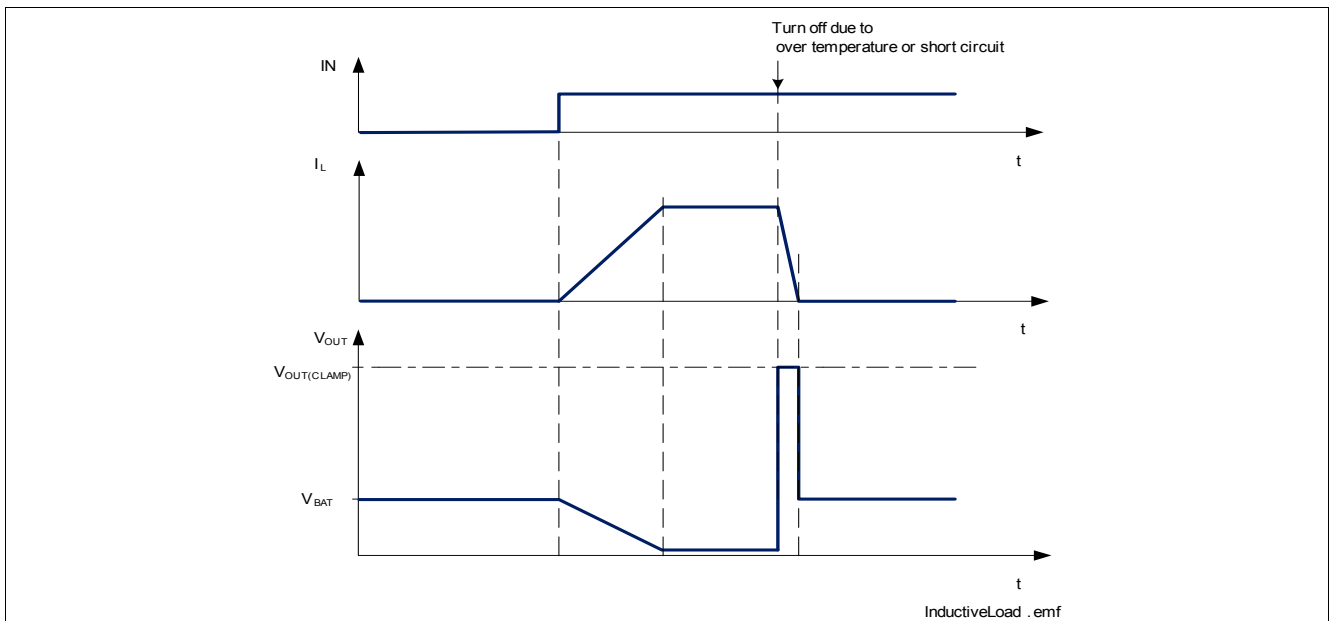 Turn off due to
over temperature or short circuit
IN
t
IL
t
VOUT
VOUT(CLAMP)
VBAT
t
InductiveLoad .emf